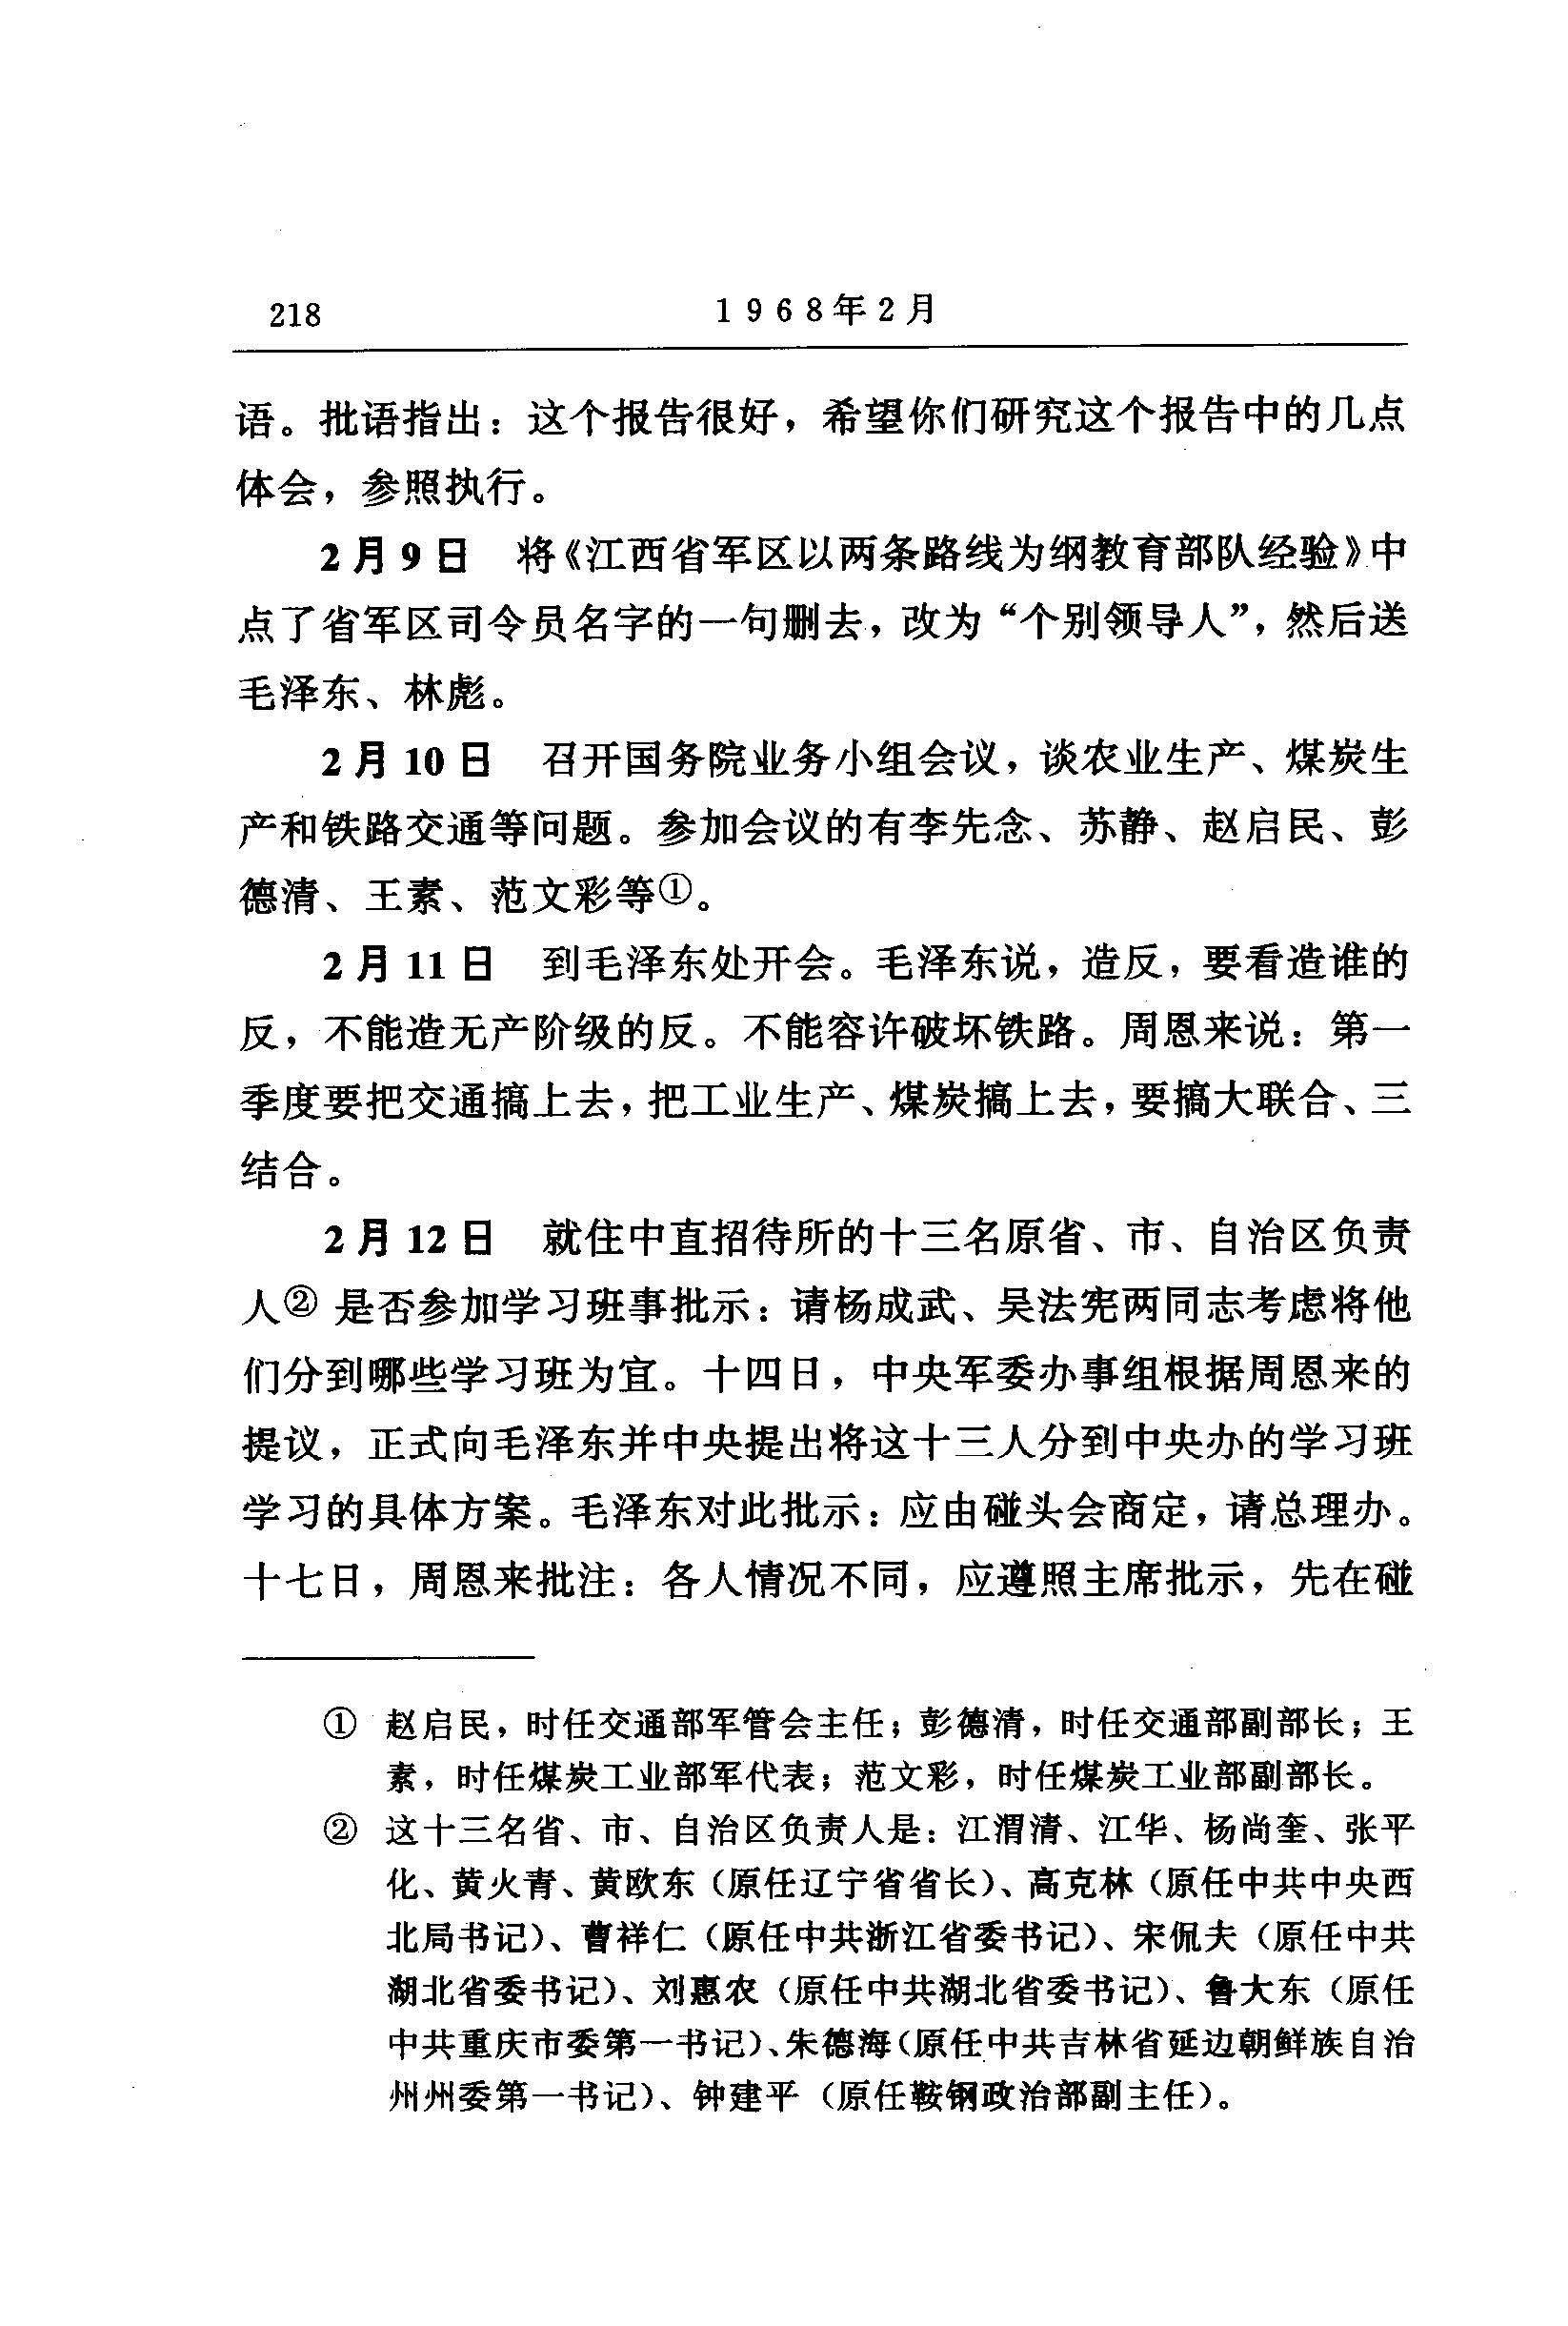 218
1968年2月
语。批语指出：这个报告很好，希望你们研究这个报告中的几点
体会，参照执行。
2月9日　将《江西省军区以两条路线为纲教育部队经验》中
点了省军区司令员名字的一句删去，改为“个别领导人”，然后送
毛泽东、林彪。
2月10日　召开国务院业务小组会议，谈农业生产、煤炭生
产和铁路交通等问题。参加会议的有李先念、苏静、赵启民、彭
德清、王素、范文彩等①。
2月11日　到毛泽东处开会。毛泽东说，造反，要看造谁的
反，不能造无产阶级的反。不能容许破坏铁路。周恩来说：第一
季度要把交通搞上去，把工业生产、煤炭搞上去，要搞大联合、三
结合。
2月12日　就住中直招待所的十三名原省、市、自治区负责
人②是否参加学习班事批示：请杨成武、吴法宪两同志考虑将他
们分到哪些学习班为宜。十四日，中央军委办事组根据周恩来的
提议，正式向毛泽东并中央提出将这十三人分到中央办的学习班
学习的具体方案。毛泽东对此批示：应由碰头会商定，请总理办。
十七日，周恩来批注：各人情况不同，应遵照主席批示，先在碰
①　赵启民，时任交通部军管会主任；彭德清，时任交通部副部长；王
素，时任煤炭工业部军代表；范文彩，时任煤炭工业部副部长。
②　这十三名省、市、自治区负责人是：江渭清、江华、杨尚奎、张平
化、黄火青、黄欧东（原任辽宁省省长）、高克林（原任中共中央西
北局书记）、曹祥仁（原任中共浙江省委书记）、宋侃夫（原任中共
湖北省委书记）、刘惠农（原任中共湖北省委书记）、鲁大东（原任
中共重庆市委第一书记）、朱德海（原任中共吉林省延边朝鲜族自治
州州委第一书记）、钟建平（原任鞍钢政治部副主任）。